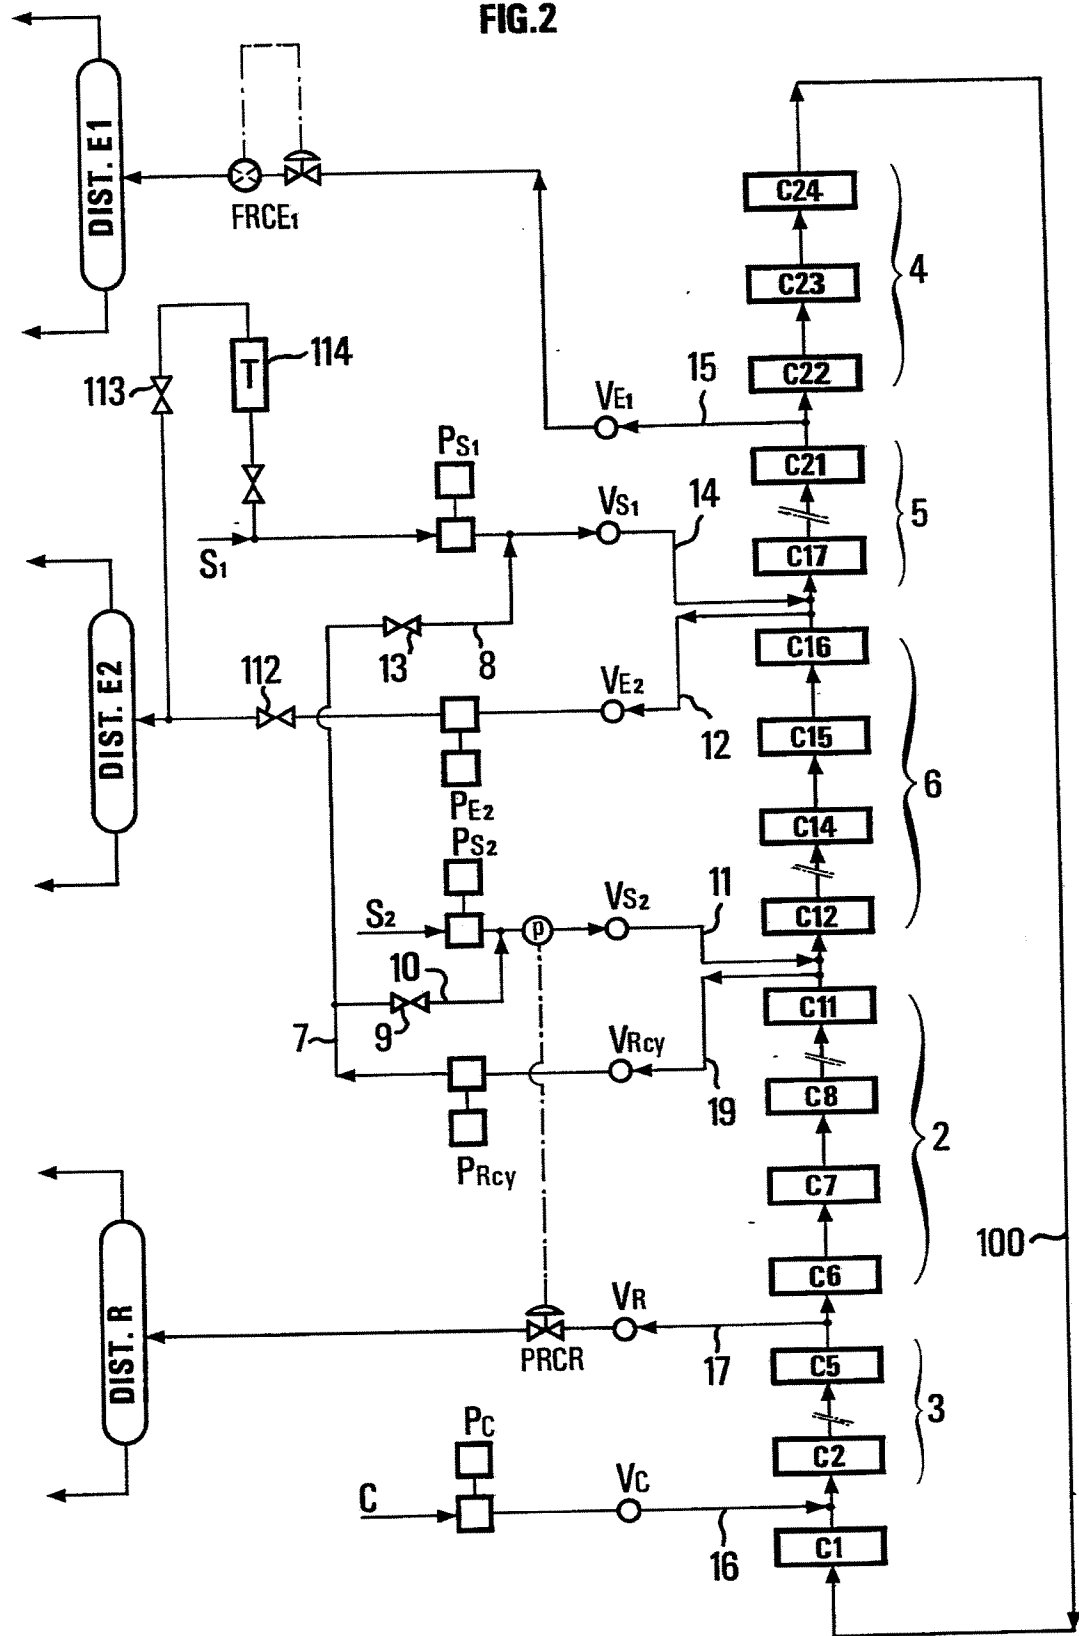 FIG.2
DIST. E1
FRCE1
C24
C23
4
C22
114
T
113
15
VE1
PS1
C21
14
VS1
5
S1
C17
C16
13
8
112
VE2
12
C15
DIST. E2
6
PE2
C14
PS2
S2
VS2
11
C12
p
10
C11
7
9
VRcy
19
C8
2
PRcy
C7
100
C6
DIST. R
VR
PRCR
17
C5
3
PC
C2
C
VC
16
C1